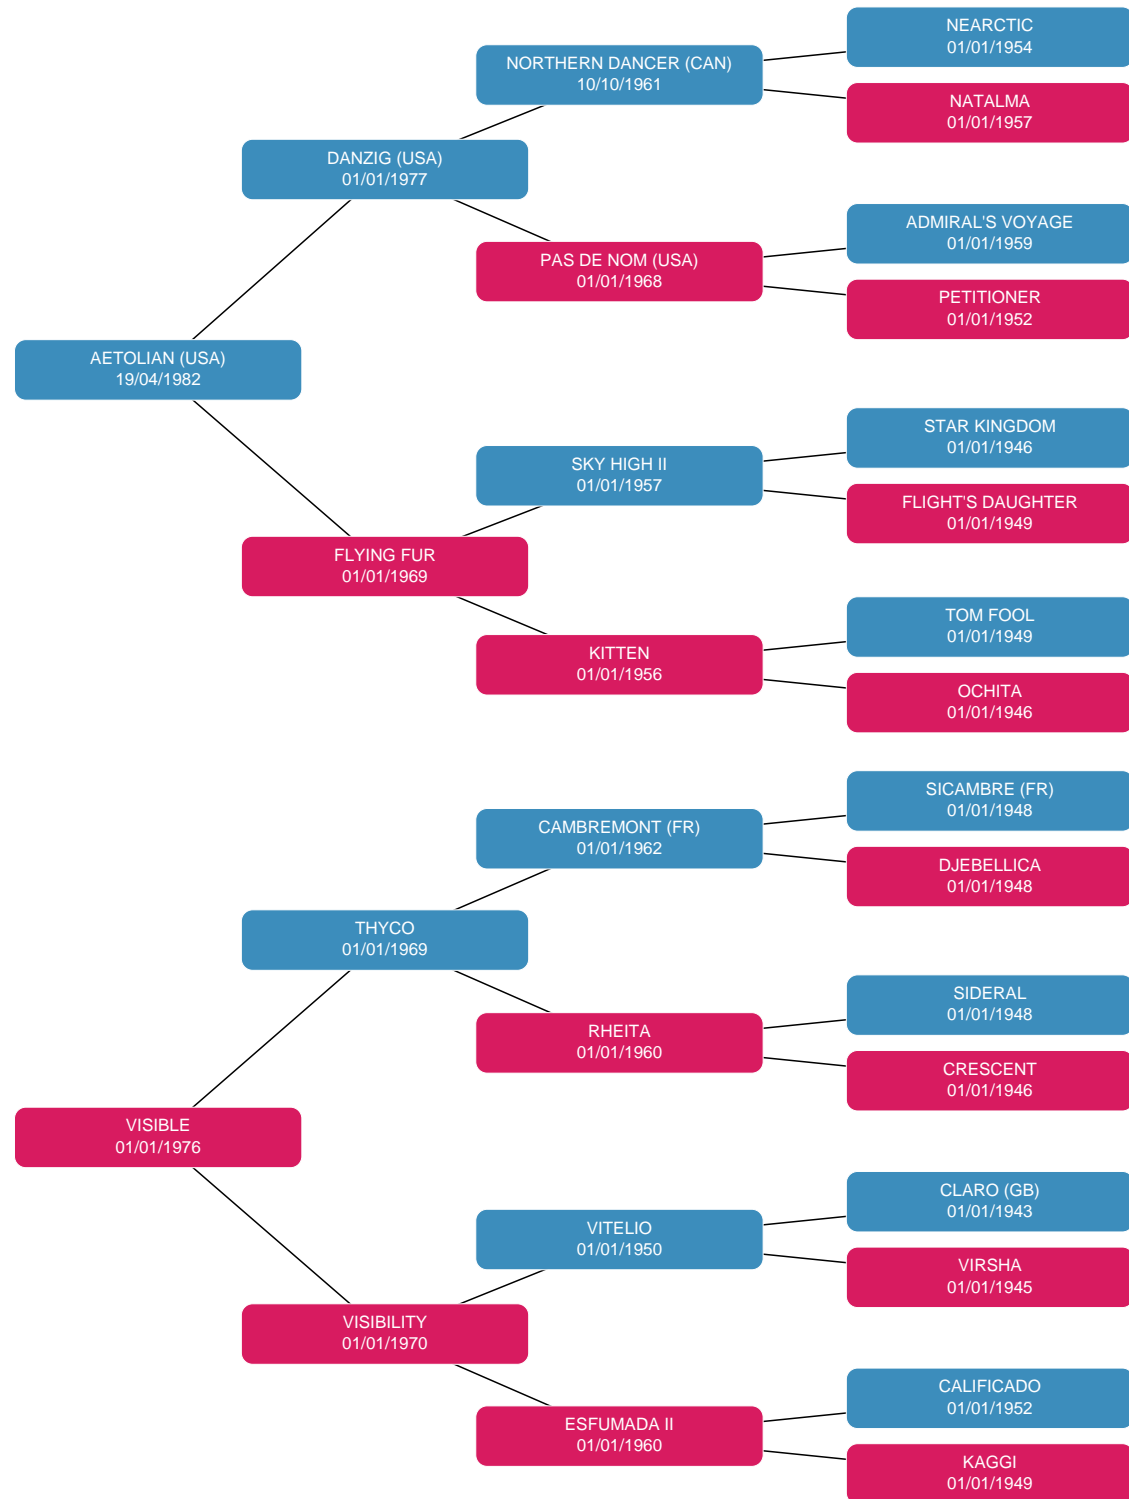 NEARCTIC
01/01/1954
NORTHERN DANCER (CAN)
10/10/1961
NATALMA
01/01/1957
DANZIG (USA)
01/01/1977
ADMIRAL'S VOYAGE
01/01/1959
PAS DE NOM (USA)
01/01/1968
PETITIONER
01/01/1952
AETOLIAN (USA)
19/04/1982
STAR KINGDOM
01/01/1946
SKY HIGH II
01/01/1957
FLIGHT'S DAUGHTER
01/01/1949
FLYING FUR
01/01/1969
TOM FOOL
01/01/1949
KITTEN
01/01/1956
OCHITA
01/01/1946
SICAMBRE (FR)
01/01/1948
CAMBREMONT (FR)
01/01/1962
DJEBELLICA
01/01/1948
THYCO
01/01/1969
SIDERAL
01/01/1948
RHEITA
01/01/1960
CRESCENT
01/01/1946
VISIBLE
01/01/1976
CLARO (GB)
01/01/1943
VITELIO
01/01/1950
VIRSHA
01/01/1945
VISIBILITY
01/01/1970
CALIFICADO
01/01/1952
ESFUMADA II
01/01/1960
KAGGI
01/01/1949